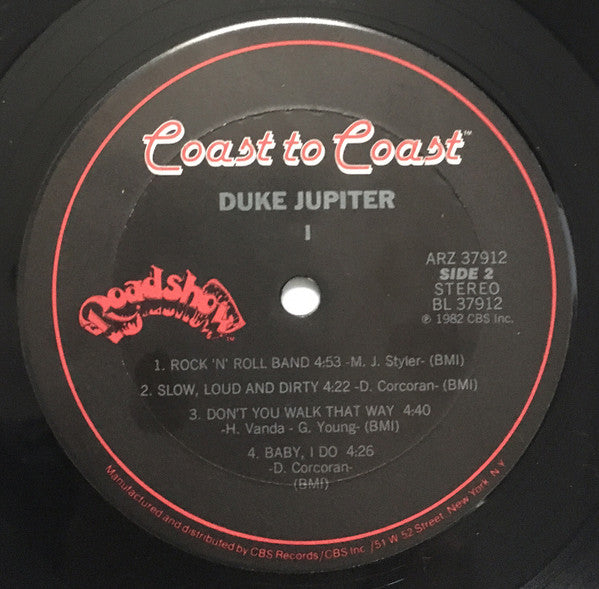 Coast to Coast™
DUKE JUPITER
I
ARZ 37912
SIDE 2
STEREO
BL 37912
℗ 1982 CBS Inc.
Roadshow™
1. ROCK 'N' ROLL BAND 4:53 -M. J. Styler- (BMI)
2. SLOW, LOUD AND DIRTY 4:22 -D. Corcoran- (BMI)
3. DON'T YOU WALK THAT WAY 4:40
-H. Vanda - G. Young- (BMI)
4. BABY, I DO 4:26
-D. Corcoran-
(BMI)
Manufactured and distributed by CBS Records/CBS Inc./51 W 52 Street, New York, N.Y.